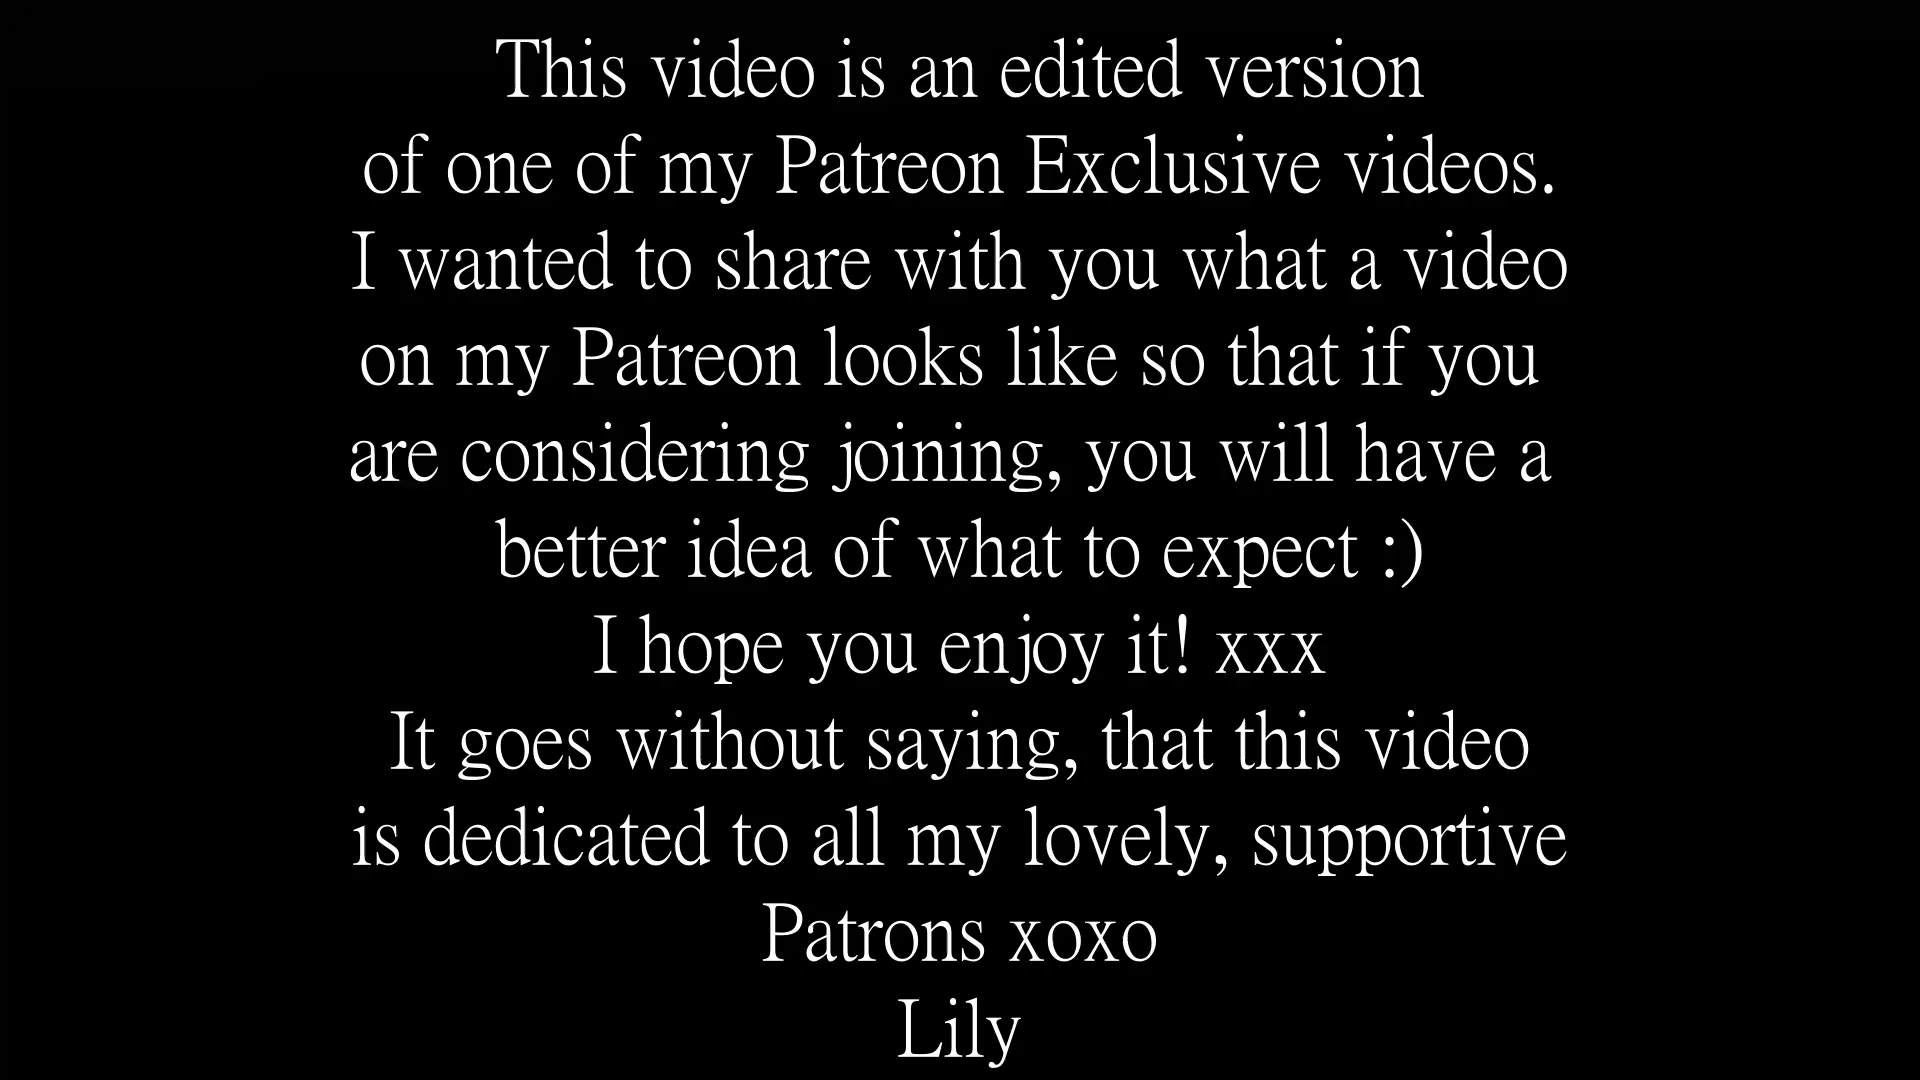 This video is an edited version
of one of my Patreon Exclusive videos.
I wanted to share with you what a video
on my Patreon looks like so that if you
are considering joining, you will have a
better idea of what to expect :)
I hope you enjoy it! xxx
It goes without saying, that this video
is dedicated to all my lovely, supportive
Patrons xoxo
Lily